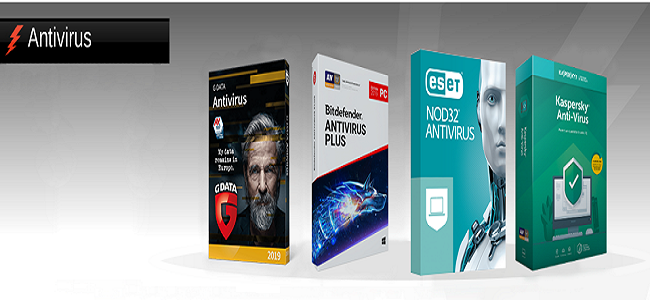 Antivirus
G DATA
Antivirus
My data
remains in
Europe.
G DATA
2019
Bitdefender
ANTIVIRUS
PLUS
PC
eset
NOD32
ANTIVIRUS
Kaspersky
Anti-Virus